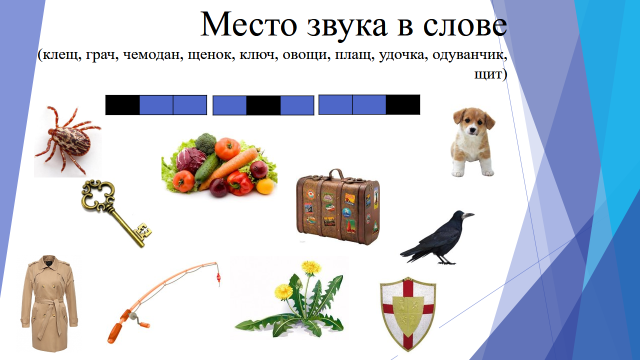 Место звука в слове
(клещ, грач, чемодан, щенок, ключ, овощи, плащ, удочка, одуванчик,
щит)